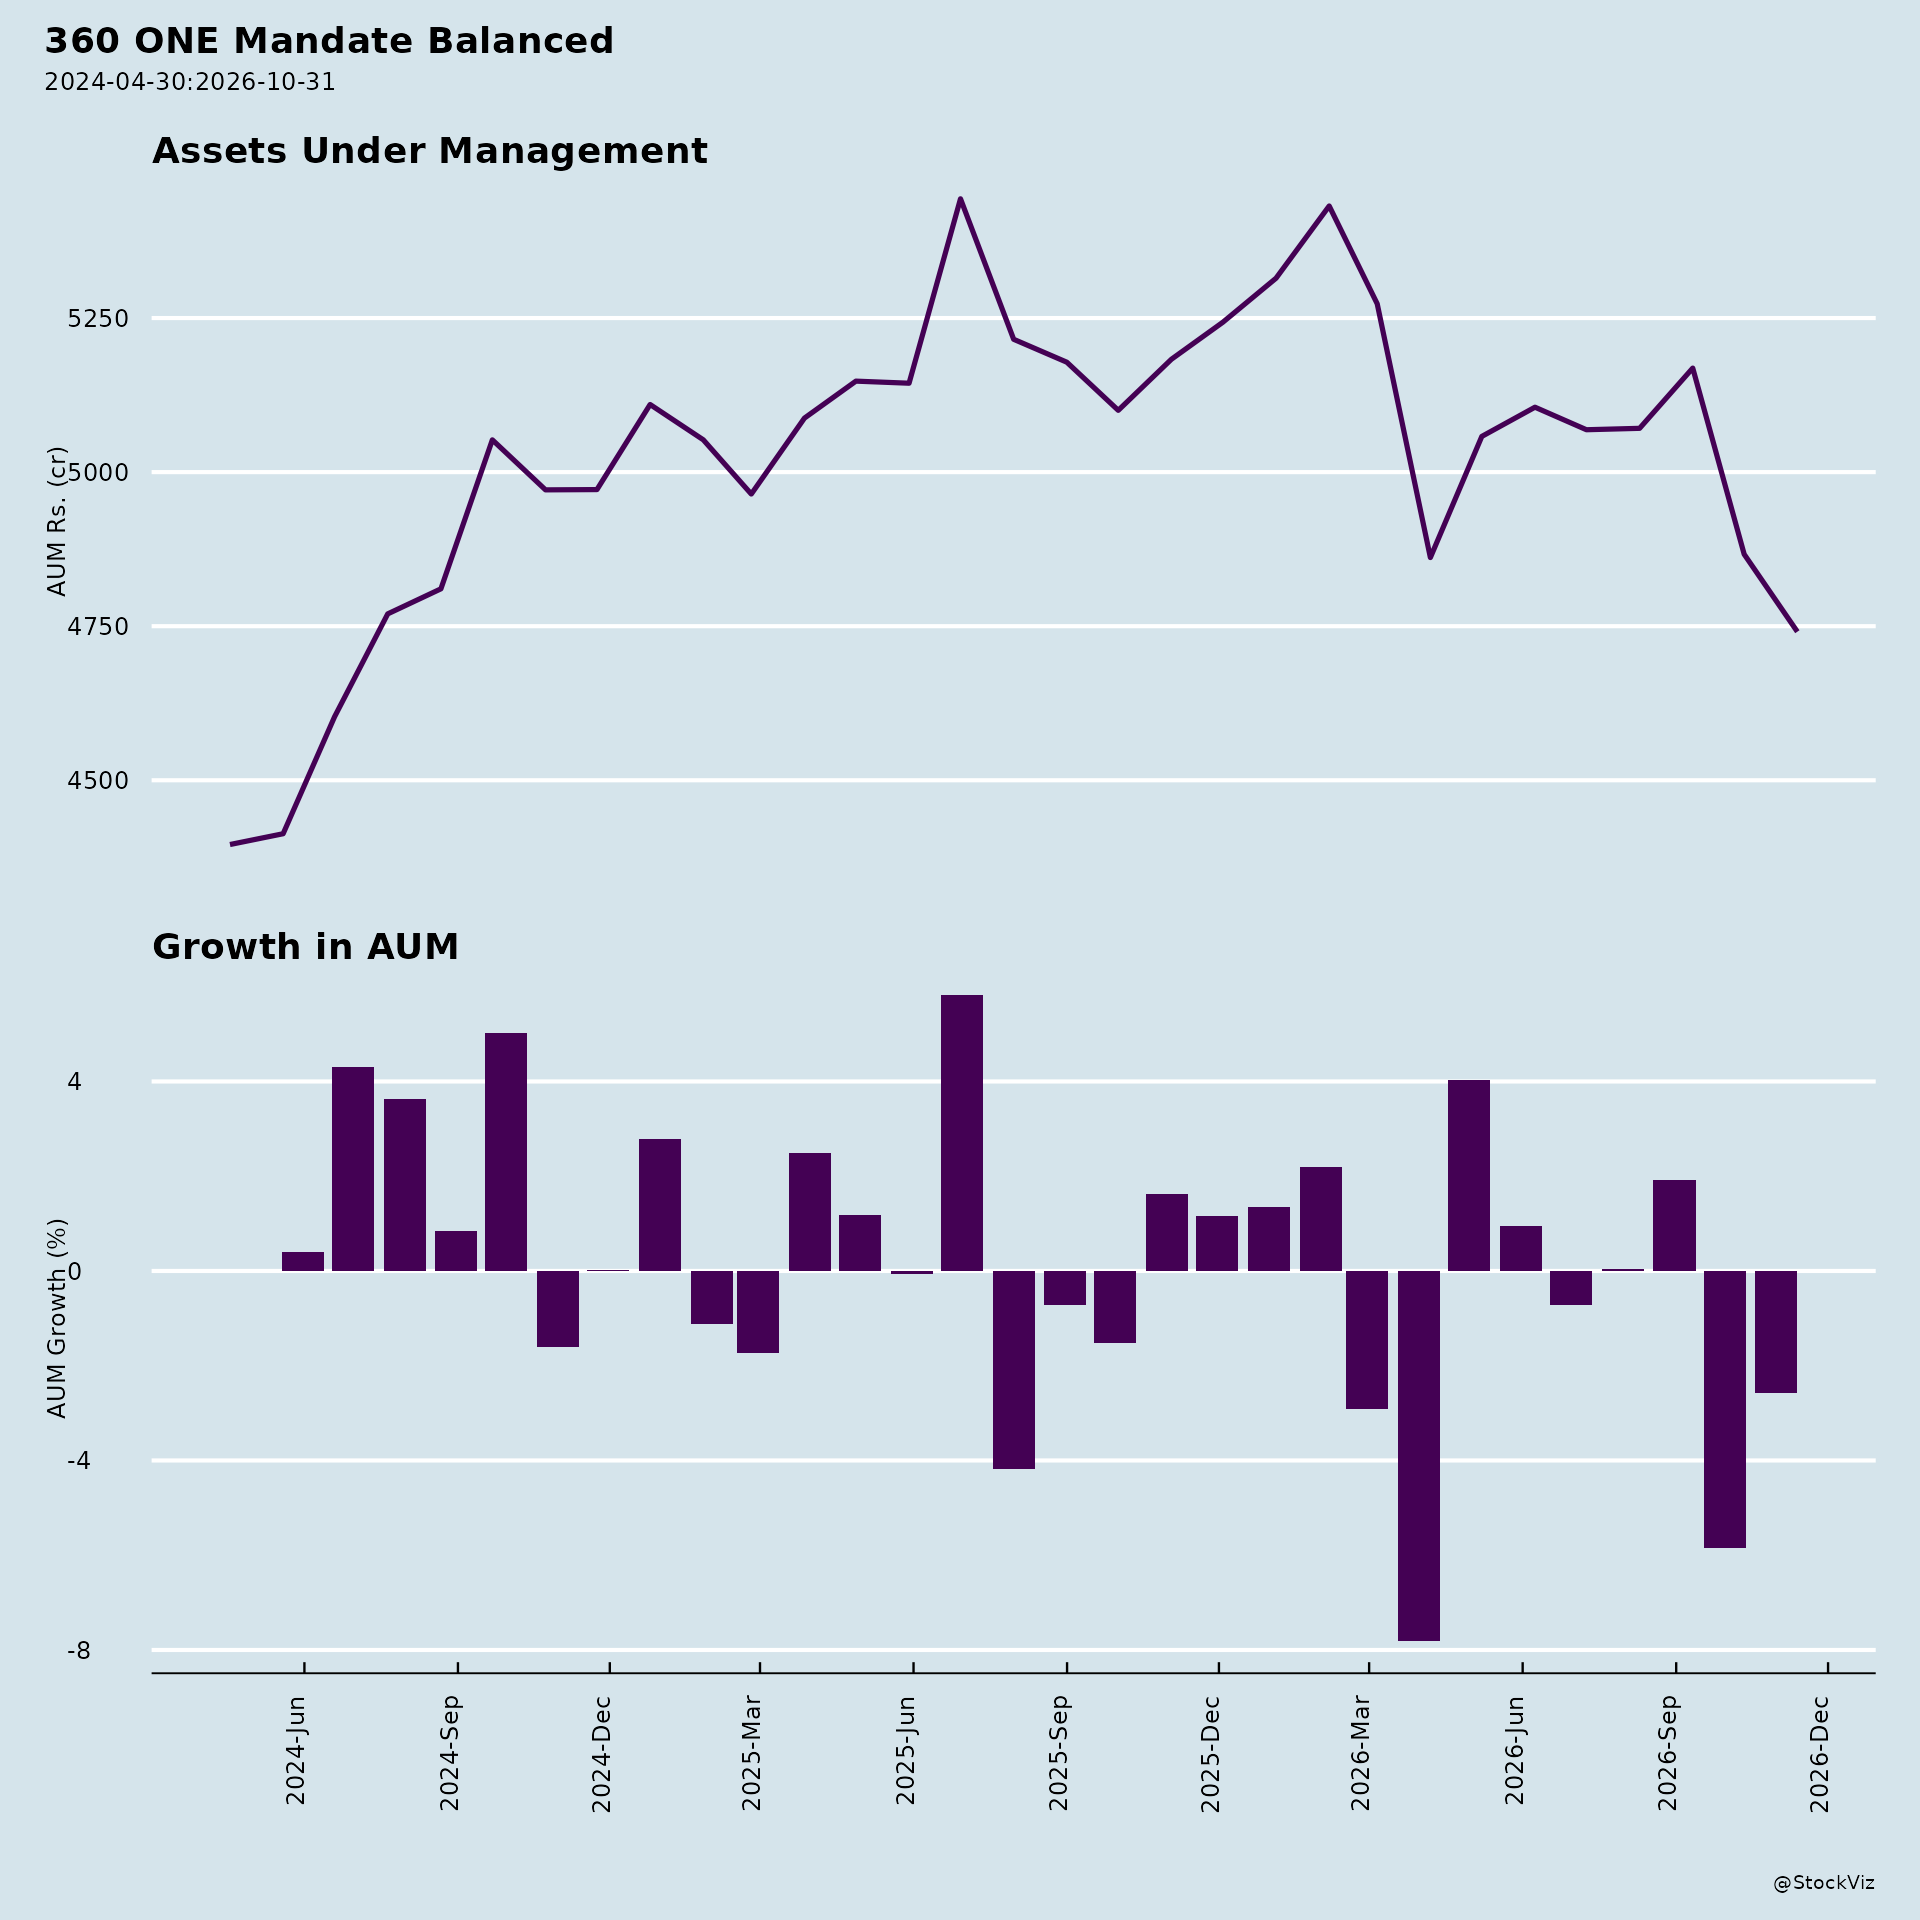 360 ONE Mandate Balanced
2024-04-30:2026-10-31
Assets Under Management
AUM Rs. (cr)
5250
5000
4750
4500
Growth in AUM
AUM Growth (%)
4
0
-4
-8
2024-Jun
2024-Sep
2024-Dec
2025-Mar
2025-Jun
2025-Sep
2025-Dec
2026-Mar
2026-Jun
2026-Sep
2026-Dec
@StockViz